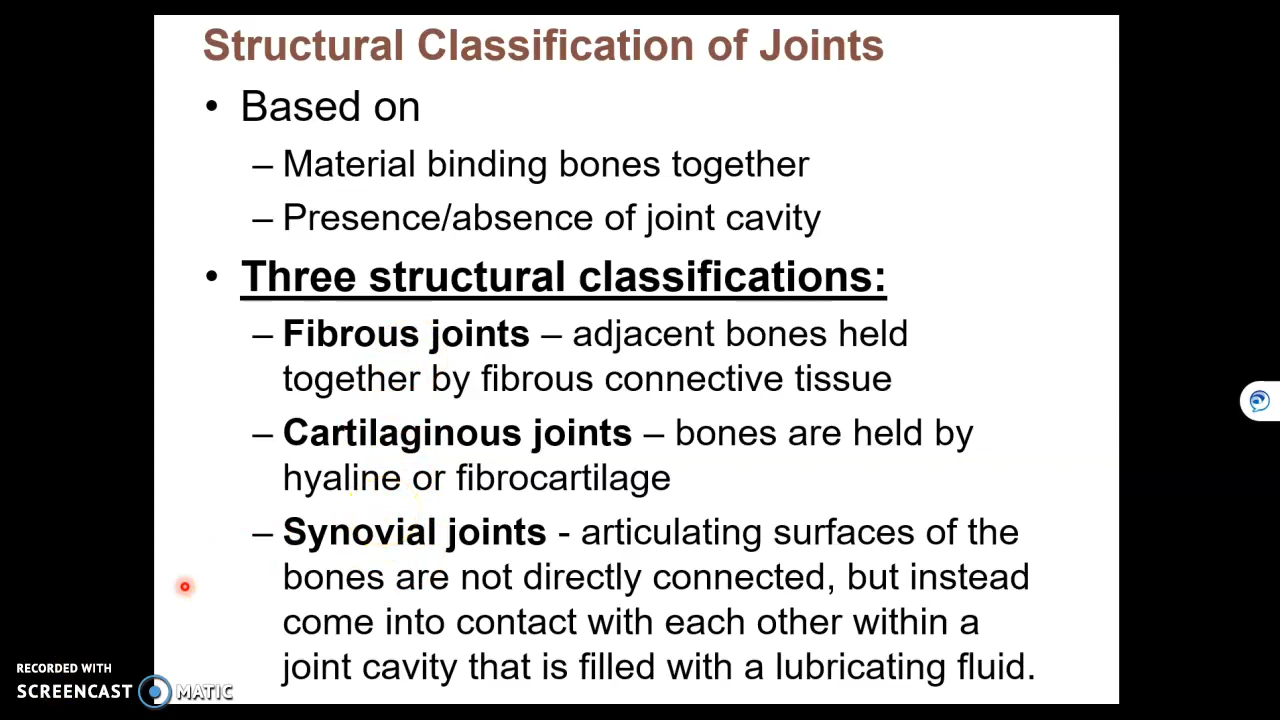 Structural Classification of Joints
• Based on
– Material binding bones together
– Presence/absence of joint cavity
• Three structural classifications:
– Fibrous joints – adjacent bones held
together by fibrous connective tissue
– Cartilaginous joints – bones are held by
hyaline or fibrocartilage
– Synovial joints - articulating surfaces of the
bones are not directly connected, but instead
come into contact with each other within a
joint cavity that is filled with a lubricating fluid.
RECORDED WITH
SCREENCAST MATIC